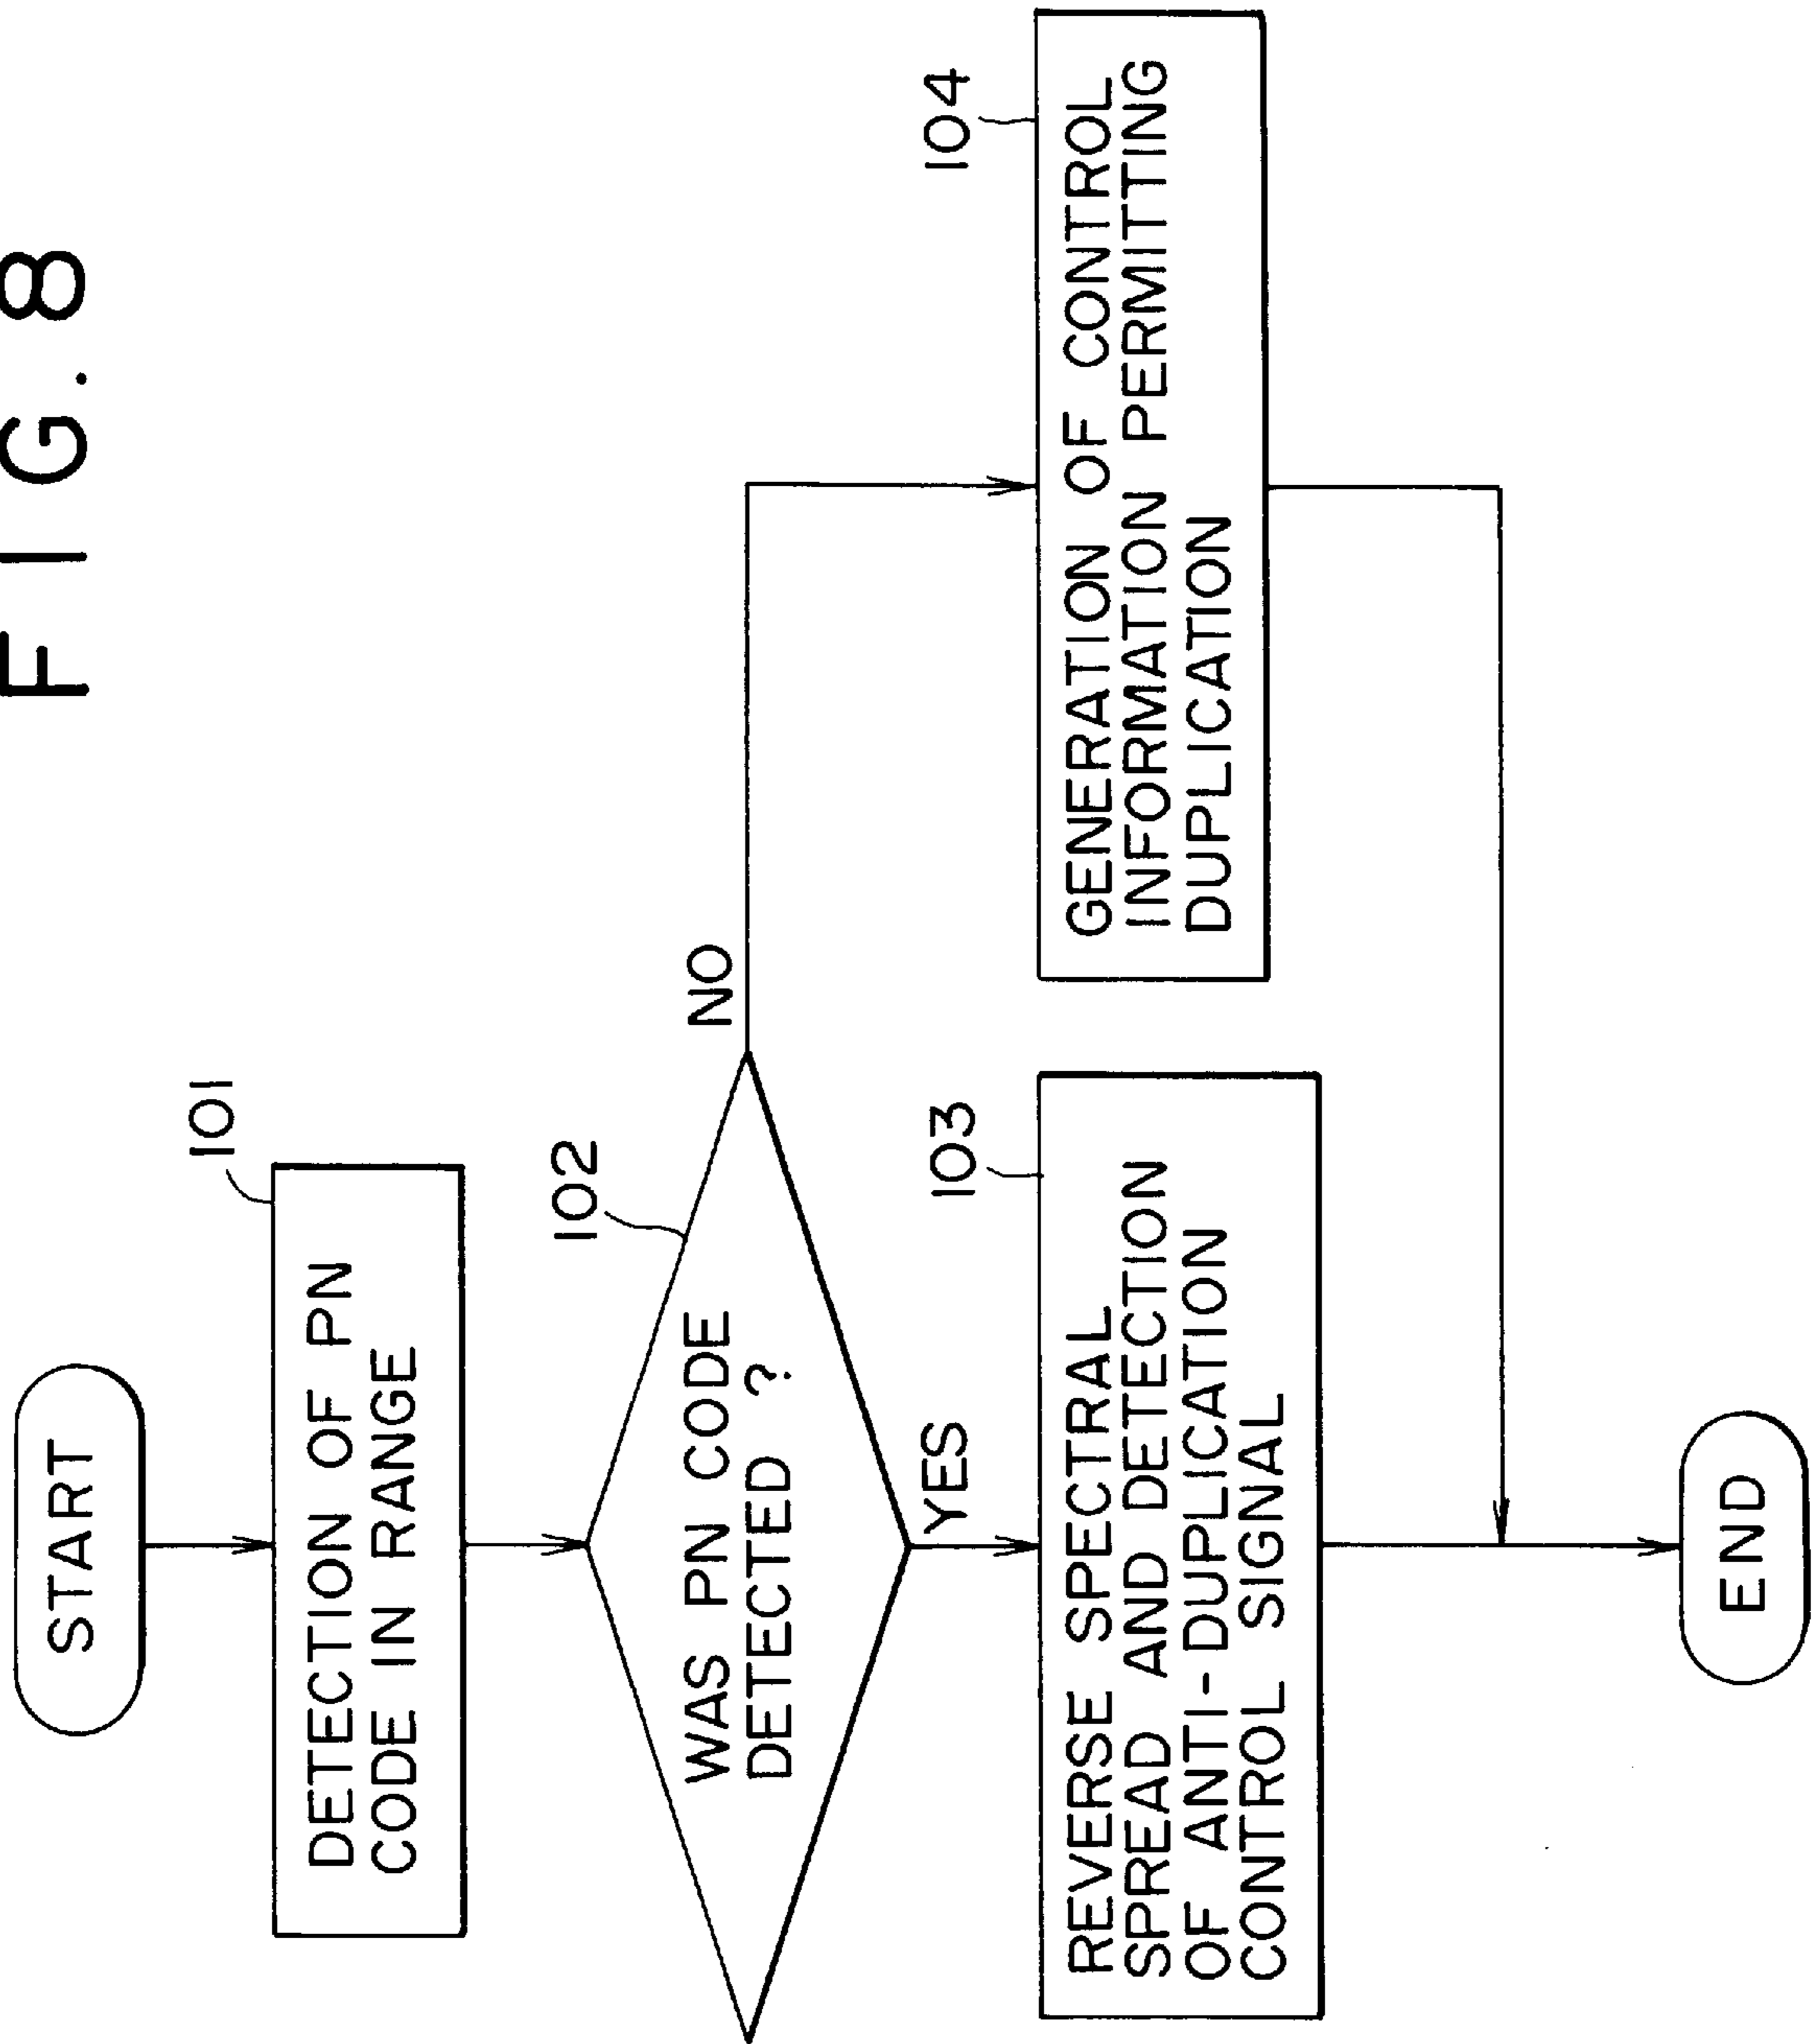 FIG. 8
START
101
DETECTION OF PN
CODE IN RANGE
102
WAS PN CODE
DETECTED ?
NO
YES
103
REVERSE SPECTRAL
SPREAD AND DETECTION
OF ANTI-DUPLICATION
CONTROL SIGNAL
104
GENERATION OF CONTROL
INFORMATION PERMITTING
DUPLICATION
END